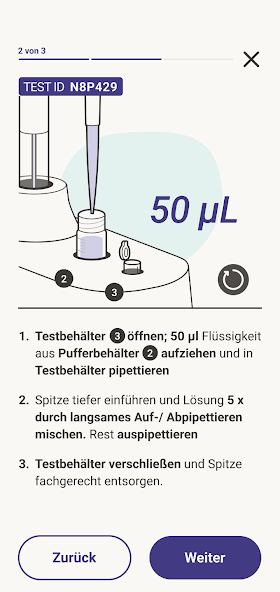 2 von 3
TEST ID N8P429
50 µL
2
3
1. Testbehälter 3 öffnen; 50 µl Flüssigkeit
aus Pufferbehälter 2 aufziehen und in
Testbehälter pipettieren
2. Spitze tiefer einführen und Lösung 5 x
durch langsames Auf-/ Abpipettieren
mischen. Rest auspipettieren
3. Testbehälter verschließen und Spitze
fachgerecht entsorgen.
Zurück
Weiter